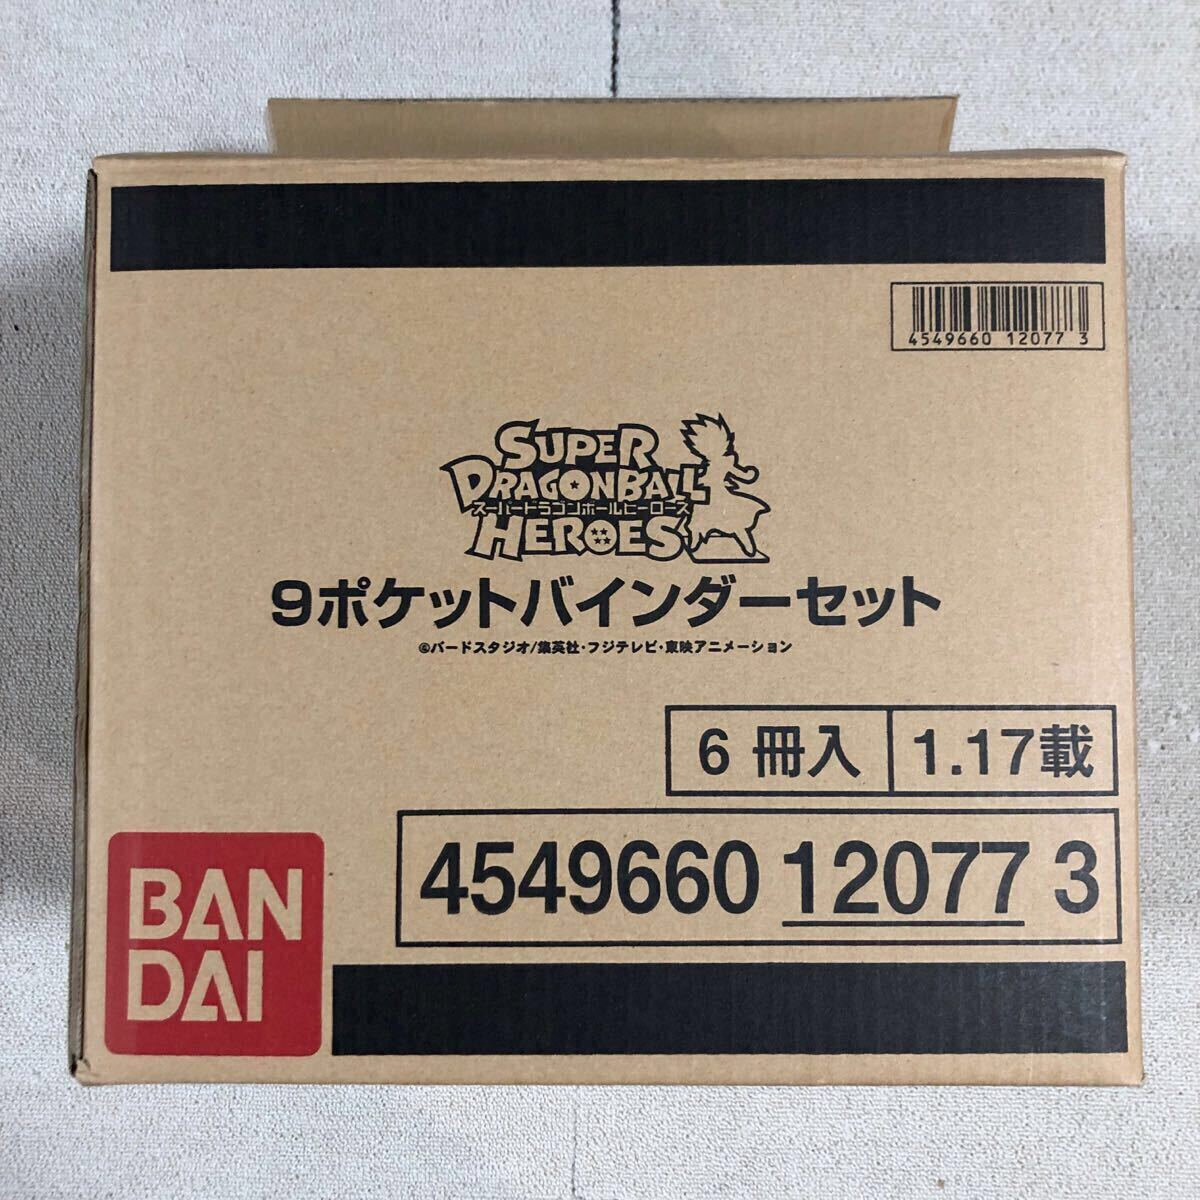 4549660 12077 3
SUPER
DRAGONBALL
スーパードラゴンボールヒーローズ
HEROES
9ポケットバインダーセット
©バードスタジオ/集英社・フジテレビ・東映アニメーション
6 冊入 1.17載
4549660 12077 3
BAN
DAI